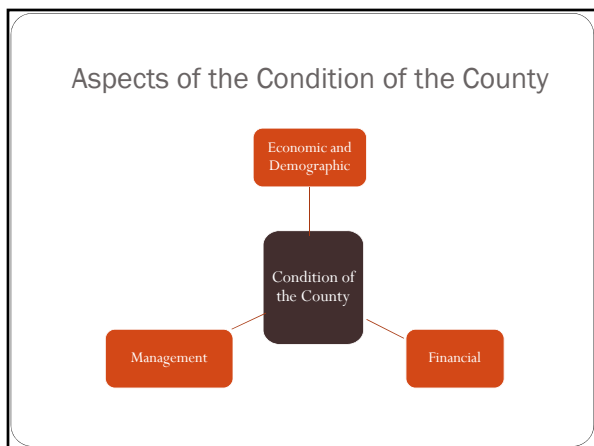 Aspects of the Condition of the County
Economic and
Demographic
Condition of
the County
Management
Financial